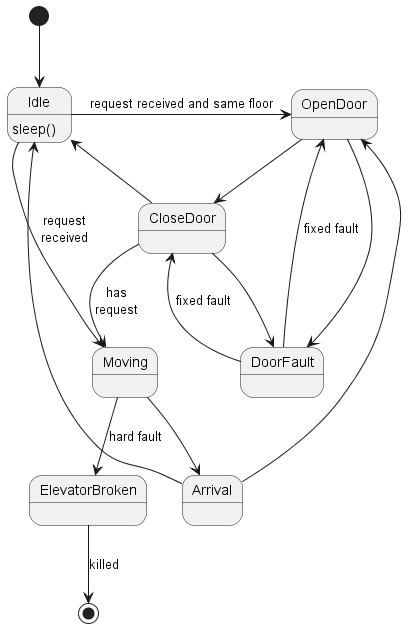 Idle
sleep()
request received and same floor
OpenDoor
request
received
CloseDoor
fixed fault
has
request
fixed fault
Moving
DoorFault
hard fault
ElevatorBroken
Arrival
killed